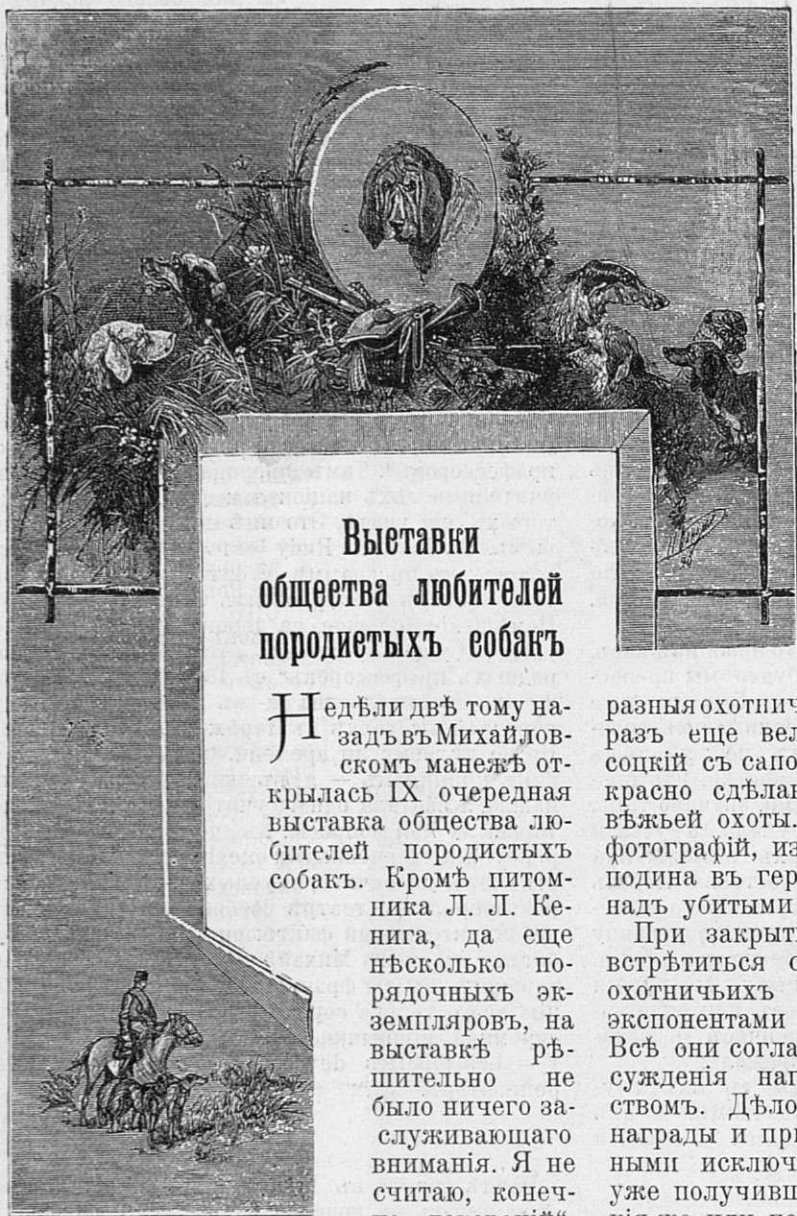 Выставки
общества любителей
породистыхъ собакъ
Недѣли двѣ тому на-
задъ въ Михайлов-
скомъ манежѣ от-
крылась IX очередная
выставка общества лю-
бителей породистыхъ
собакъ. Кромѣ питом-
ника Л. Л. Ке-
нига, да еще
нѣсколько по-
рядочныхъ эк-
земпляровъ, на
выставкѣ рѣ-
шительно не
было ничего за-
служивающаго
вниманія. Я не
считаю, конеч-
разныя охотнич
разъ еще вел
соцкій съ сапо
красно сдѣлан
вѣжьей охоты.
фотографій, из
подина въ гер
надъ убитыми
При закрыт
встрѣтиться с
охотничьихъ
экспонентами
Всѣ они согла
сужденія наг
ствомъ. Дѣло
награды и при
ными исключ
уже получивп